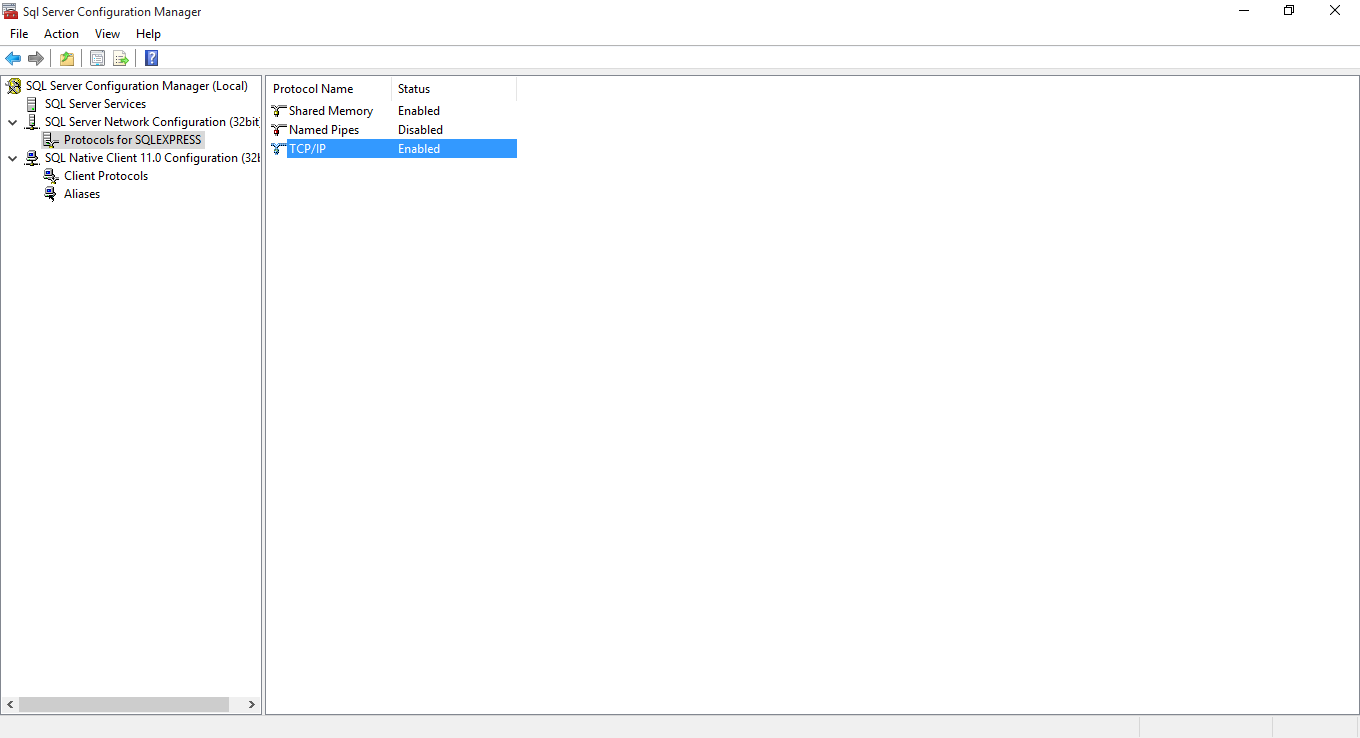 Sql Server Configuration Manager
File Action View Help
SQL Server Configuration Manager (Local)
SQL Server Services
SQL Server Network Configuration (32bit
Protocols for SQLEXPRESS
SQL Native Client 11.0 Configuration (32b
Client Protocols
Aliases
Protocol Name Status
Shared Memory Enabled
Named Pipes Disabled
TCP/IP Enabled